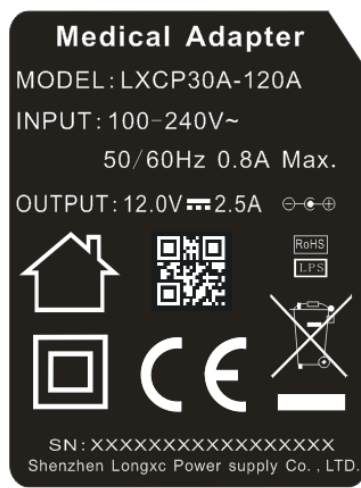 Medical Adapter
MODEL: LXCP30A-120A
INPUT: 100-240V~
50/60Hz 0.8A Max.
OUTPUT: 12.0V⎓2.5A
RoHS
LPS
CE
SN: XXXXXXXXXXXXXXXXX
Shenzhen Longxc Power supply Co., LTD.